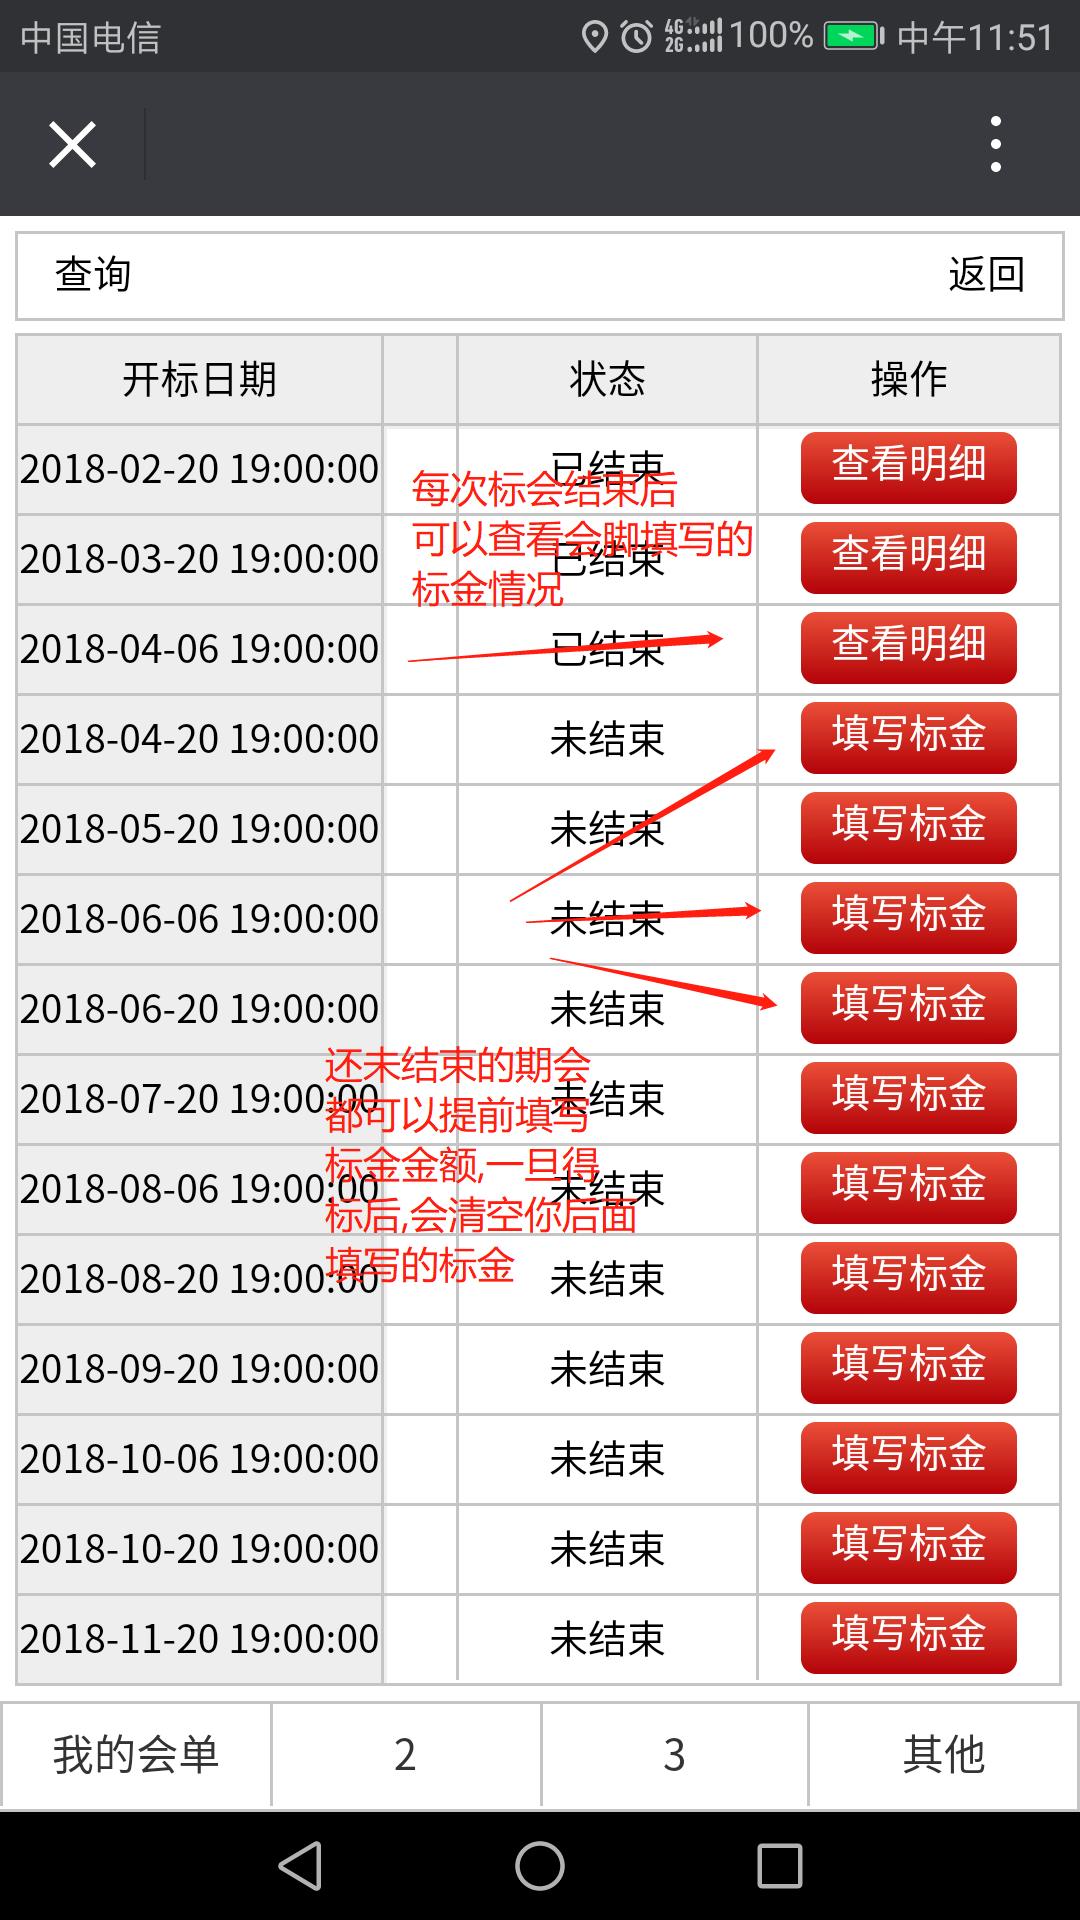 中国电信 4G 2G 100% 中午11:51
查询 返回
开标日期 状态 操作
2018-02-20 19:00:00 已结束 查看明细
每次标会结束后
可以查看会脚填写的
标金情况
2018-03-20 19:00:00 已结束 查看明细
2018-04-06 19:00:00 已结束 查看明细
2018-04-20 19:00:00 未结束 填写标金
2018-05-20 19:00:00 未结束 填写标金
2018-06-06 19:00:00 未结束 填写标金
2018-06-20 19:00:00 未结束 填写标金
还未结束的期会
都可以提前填写
标金金额,一旦得
标后,会清空你后面
填写的标金
2018-07-20 19:00:00 未结束 填写标金
2018-08-06 19:00:00 未结束 填写标金
2018-08-20 19:00:00 未结束 填写标金
2018-09-20 19:00:00 未结束 填写标金
2018-10-06 19:00:00 未结束 填写标金
2018-10-20 19:00:00 未结束 填写标金
2018-11-20 19:00:00 未结束 填写标金
我的会单 2 3 其他